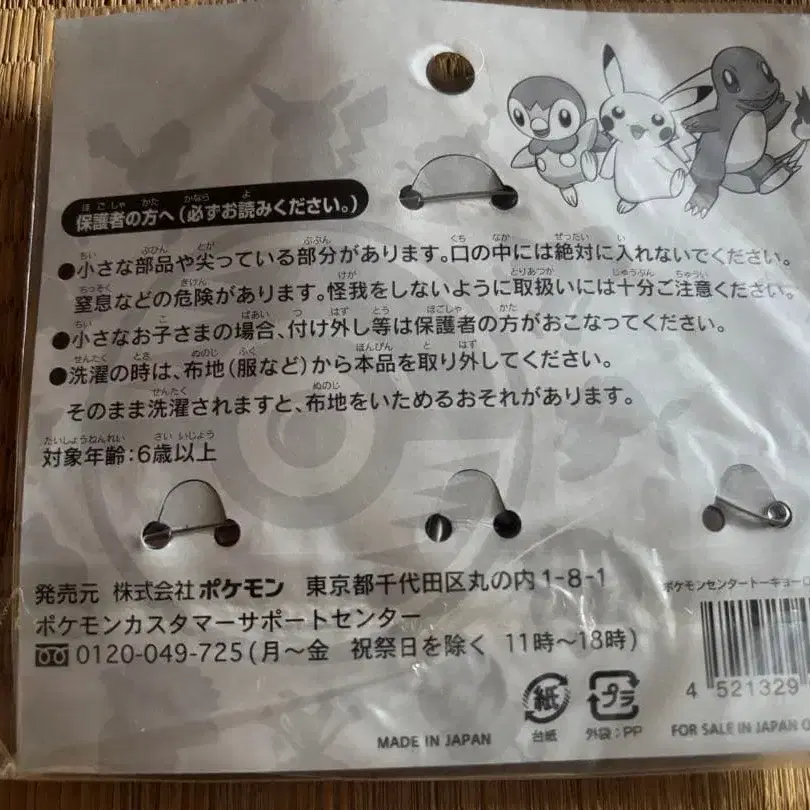 保護者の方へ(必ずお読みください。)
●小さな部品や尖っている部分があります。口の中には絶対に入れないでください。
窒息などの危険があります。怪我をしないように取扱いには十分ご注意ください。
●小さなお子さまの場合、付け外し等は保護者の方がおこなってください。
●洗濯の時は、布地(服など)から本品を取り外してください。
そのまま洗濯されますと、布地をいためるおそれがあります。
対象年齢:6歳以上
発売元 株式会社ポケモン 東京都千代田区丸の内1-8-1
ポケモンカスタマーサポートセンター
0120-049-725(月〜金 祝祭日を除く 11時〜18時)
ポケモンセンタートーキョーロ
4 521329
紙 プラ
台紙 外袋:PP
MADE IN JAPAN
FOR SALE IN JAPAN O